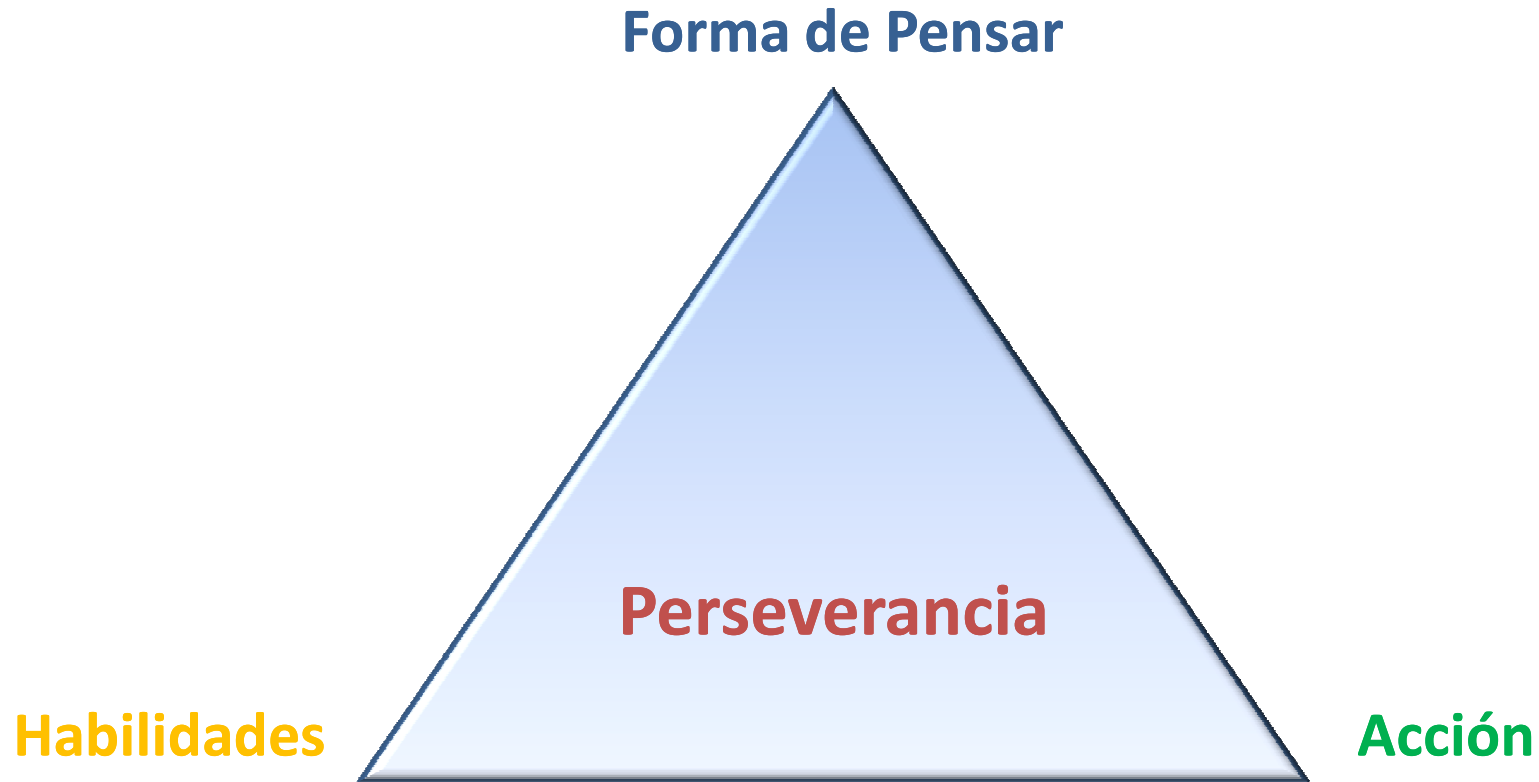 Forma de Pensar
Perseverancia
Habilidades
Acción